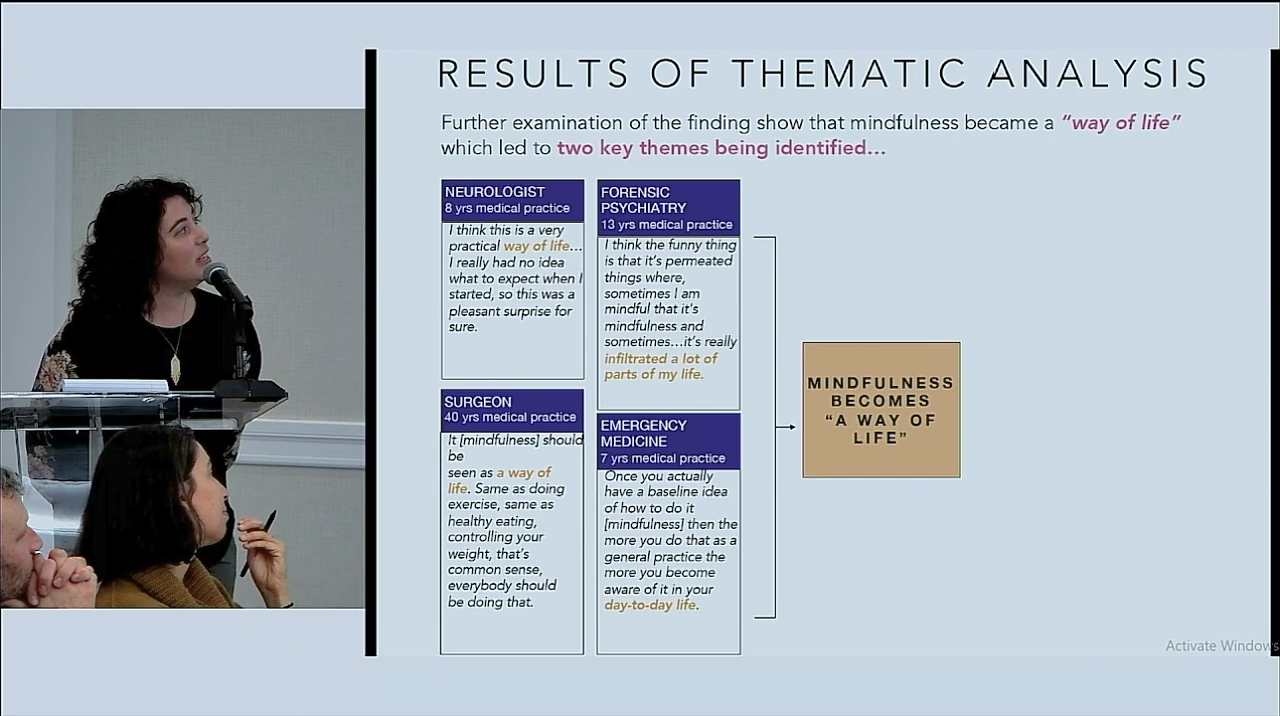 RESULTS OF THEMATIC ANALYSIS
Further examination of the finding show that mindfulness became a “way of life”
which led to two key themes being identified...
NEUROLOGIST
8 yrs medical practice
I think this is a very
practical way of life...
I really had no idea
what to expect when I
started, so this was a
pleasant surprise for
sure.
FORENSIC
PSYCHIATRY
13 yrs medical practice
I think the funny thing
is that it’s permeated
things where,
sometimes I am
mindful that it's
mindfulness and
sometimes...it’s really
infiltrated a lot of
parts of my life.
SURGEON
40 yrs medical practice
It [mindfulness] should
be
seen as a way of
life. Same as doing
exercise, same as
healthy eating,
controlling your
weight, that’s
common sense,
everybody should
be doing that.
EMERGENCY
MEDICINE
7 yrs medical practice
Once you actually
have a baseline idea
of how to do it
[mindfulness] then the
more you do that as a
general practice the
more you become
aware of it in your
day-to-day life.
MINDFULNESS
BECOMES
“A WAY OF
LIFE”
Activate Windows